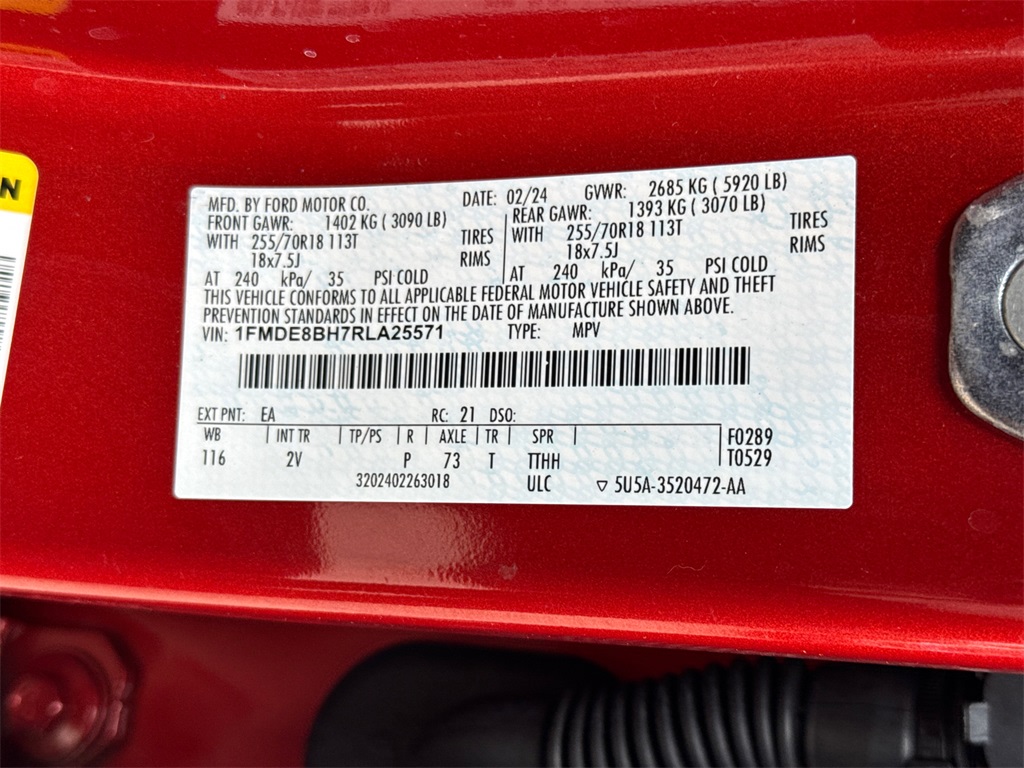 N
MFD. BY FORD MOTOR CO. DATE: 02/24 GVWR: 2685 KG ( 5920 LB)
FRONT GAWR: 1402 KG ( 3090 LB) REAR GAWR: 1393 KG ( 3070 LB)
WITH 255/70R18 113T TIRES WITH 255/70R18 113T TIRES
18x7.5J RIMS 18x7.5J RIMS
AT 240 kPa/ 35 PSI COLD AT 240 kPa/ 35 PSI COLD
THIS VEHICLE CONFORMS TO ALL APPLICABLE FEDERAL MOTOR VEHICLE SAFETY AND THEFT
PREVENTION STANDARDS IN EFFECT ON THE DATE OF MANUFACTURE SHOWN ABOVE.
VIN: 1FMDE8BH7RLA25571 TYPE: MPV
EXT PNT: EA RC: 21 DSO:
WB INT TR TP/PS R AXLE TR SPR F0289
116 2V P 73 T TTHH T0529
3202402263018 ULC ▽ 5U5A-3520472-AA